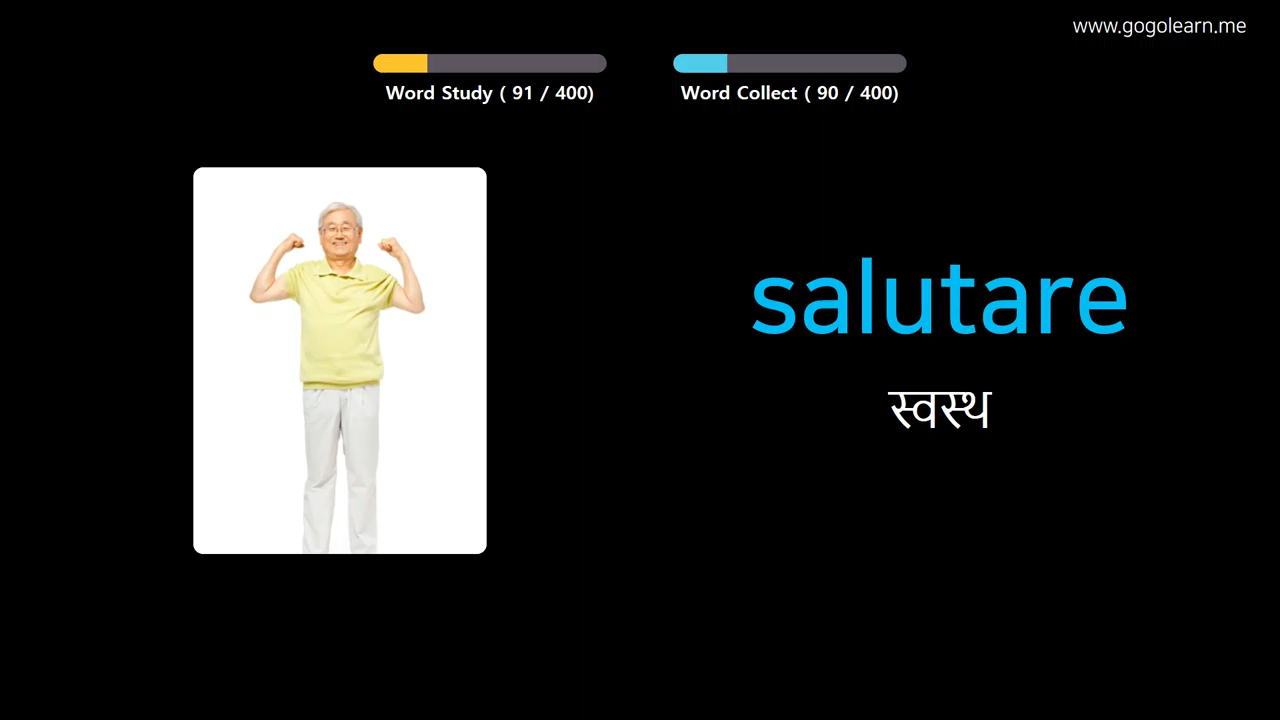 www.gogolearn.me
Word Study ( 91 / 400)
Word Collect ( 90 / 400)
salutare
स्वस्थ